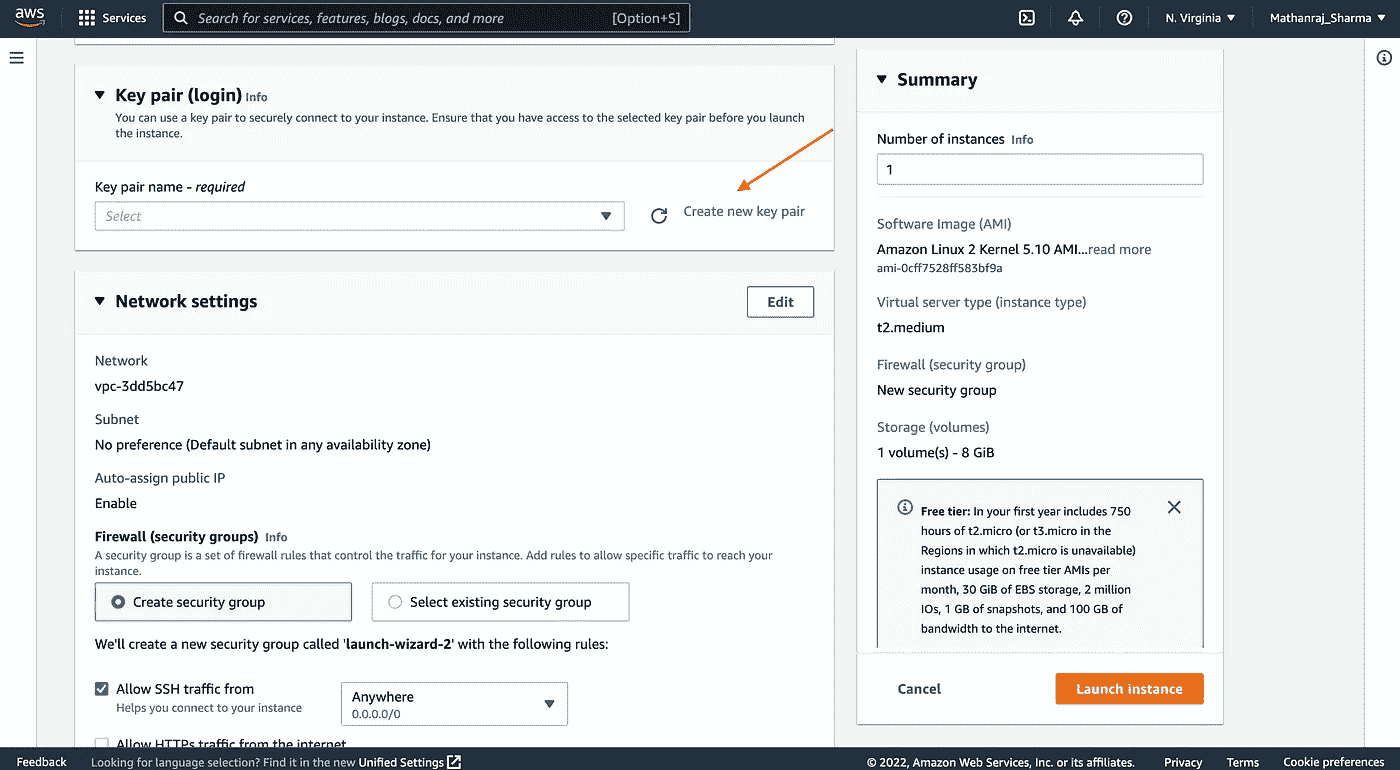 aws
Services
Search for services, features, blogs, docs, and more
[Option+S]
N. Virginia
Mathanraj_Sharma
Key pair (login) Info
You can use a key pair to securely connect to your instance. Ensure that you have access to the selected key pair before you launch
the instance.
Key pair name - required
Select
Create new key pair
Network settings
Edit
Network
vpc-3dd5bc47
Subnet
No preference (Default subnet in any availability zone)
Auto-assign public IP
Enable
Firewall (security groups) Info
A security group is a set of firewall rules that control the traffic for your instance. Add rules to allow specific traffic to reach your
instance.
Create security group
Select existing security group
We'll create a new security group called 'launch-wizard-2' with the following rules:
Allow SSH traffic from
Helps you connect to your instance
Anywhere
0.0.0.0/0
Allow HTTPs traffic from the internet
Summary
Number of instances Info
1
Software Image (AMI)
Amazon Linux 2 Kernel 5.10 AMI...read more
ami-0cff7528ff583bf9a
Virtual server type (instance type)
t2.medium
Firewall (security group)
New security group
Storage (volumes)
1 volume(s) - 8 GiB
Free tier: In your first year includes 750
hours of t2.micro (or t3.micro in the
Regions in which t2.micro is unavailable)
instance usage on free tier AMIs per
month, 30 GiB of EBS storage, 2 million
IOs, 1 GB of snapshots, and 100 GB of
bandwidth to the internet.
Cancel
Launch instance
Feedback
Looking for language selection? Find it in the new Unified Settings
© 2022, Amazon Web Services, Inc. or its affiliates.
Privacy
Terms
Cookie preferences